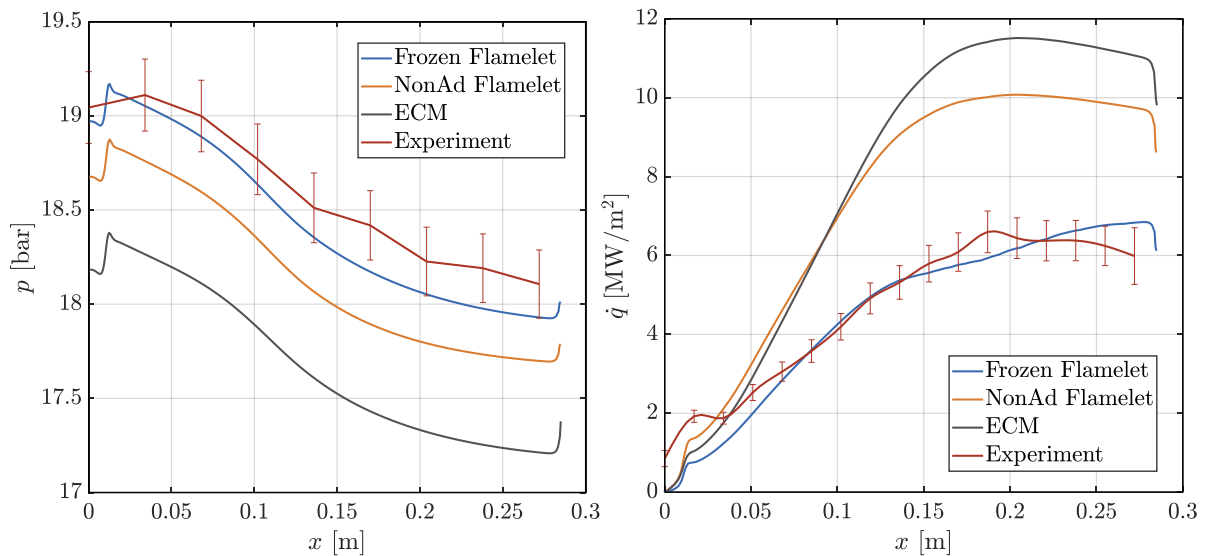 19.5
19
18.5
18
17.5
17
p [bar]
0 0.05 0.1 0.15 0.2 0.25 0.3
x [m]
Frozen Flamelet
NonAd Flamelet
ECM
Experiment
12
10
8
6
4
2
0
q̇ [MW/m²]
0 0.05 0.1 0.15 0.2 0.25 0.3
x [m]
Frozen Flamelet
NonAd Flamelet
ECM
Experiment